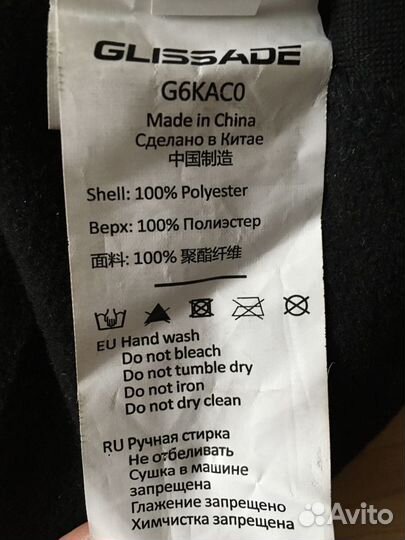 GLISSADE
G6KAC0
Made in China
Сделано в Китае
中国制造
Shell: 100% Polyester
Верх: 100% Полиэстер
面料: 100% 聚酯纤维
EU Hand wash
Do not bleach
Do not tumble dry
Do not iron
Do not dry clean
RU Ручная стирка
Не отбеливать
Сушка в машине
запрещена
Глажение запрещено
Химчистка запрещена
Avito